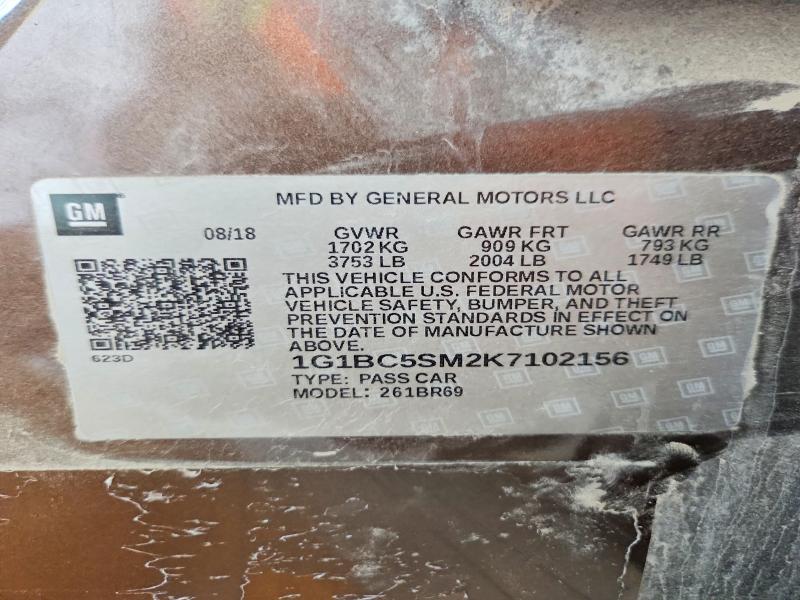 GM
MFD BY GENERAL MOTORS LLC
08/18 GVWR GAWR FRT GAWR RR
1702 KG 909 KG 793 KG
3753 LB 2004 LB 1749 LB
THIS VEHICLE CONFORMS TO ALL
APPLICABLE U.S. FEDERAL MOTOR
VEHICLE SAFETY, BUMPER, AND THEFT
PREVENTION STANDARDS IN EFFECT ON
THE DATE OF MANUFACTURE SHOWN
ABOVE.
623D
1G1BC5SM2K7102156
TYPE: PASS CAR
MODEL: 261BR69